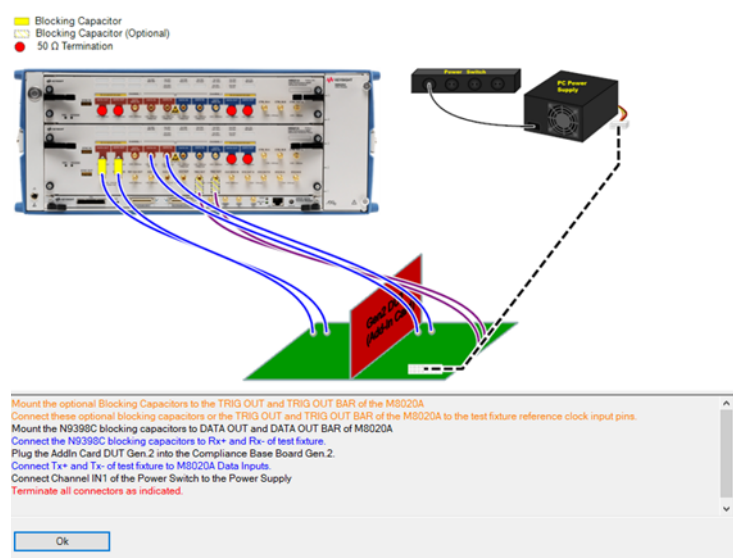 Blocking Capacitor
Blocking Capacitor (Optional)
50 Ω Termination
Power Switch
PC Power
Supply
Gen2 DUT
(Add-In Card)
Mount the optional Blocking Capacitors to the TRIG OUT and TRIG OUT BAR of the M8020A
Connect these optional blocking capacitors or the TRIG OUT and TRIG OUT BAR of the M8020A to the test fixture reference clock input pins.
Mount the N9398C blocking capacitors to DATA OUT and DATA OUT BAR of M8020A
Connect the N9398C blocking capacitors to Rx+ and Rx- of test fixture.
Plug the AddIn Card DUT Gen.2 into the Compliance Base Board Gen.2.
Connect Tx+ and Tx- of test fixture to M8020A Data Inputs.
Connect Channel IN1 of the Power Switch to the Power Supply
Terminate all connectors as indicated.
Ok